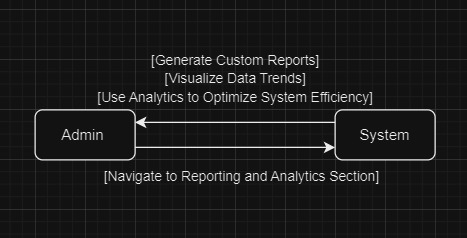 [Generate Custom Reports]
[Visualize Data Trends]
[Use Analytics to Optimize System Efficiency]
Admin
System
[Navigate to Reporting and Analytics Section]